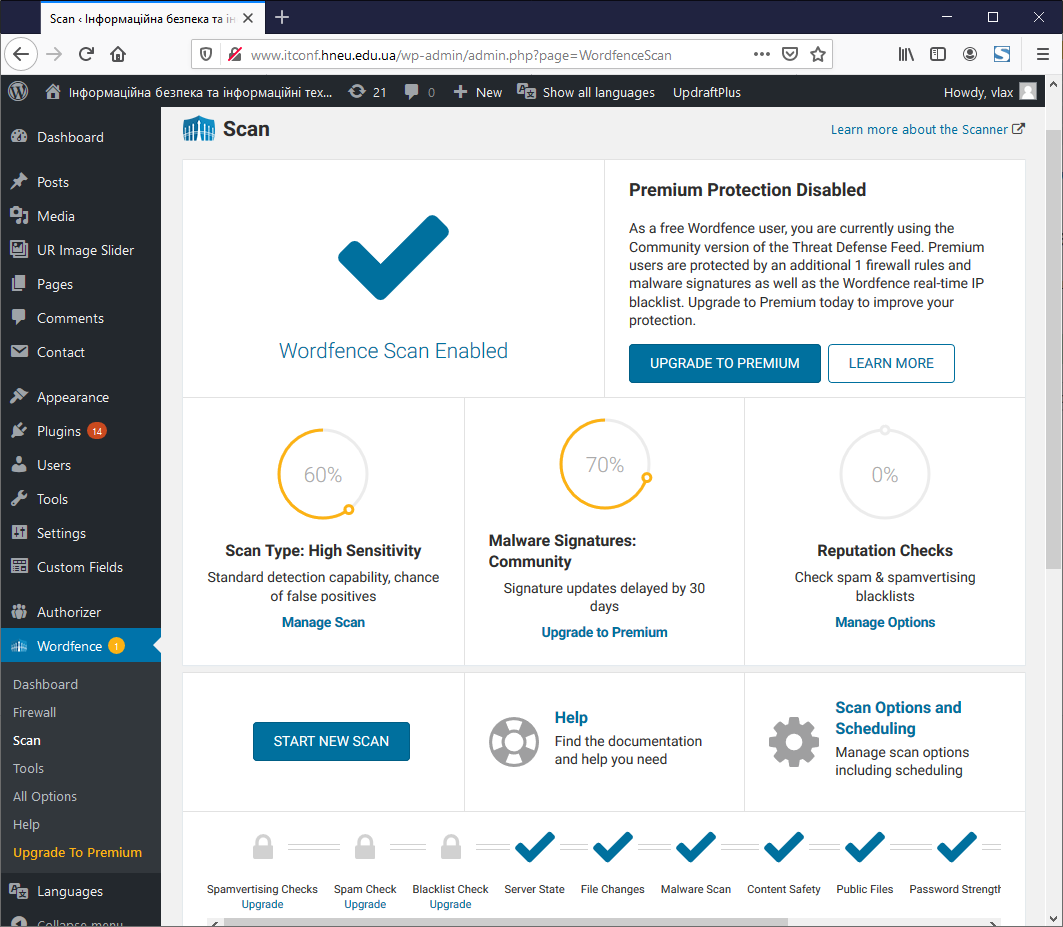 Scan ‹ Інформаційна безпека та ін
www.itconf.hneu.edu.ua/wp-admin/admin.php?page=WordfenceScan
Інформаційна безпека та інформаційні тех...
21
0
New
Show all languages
UpdraftPlus
Howdy, vlax
Dashboard
Posts
Media
UR Image Slider
Pages
Comments
Contact
Appearance
Plugins 14
Users
Tools
Settings
Custom Fields
Authorizer
Wordfence 1
Dashboard
Firewall
Scan
Tools
All Options
Help
Upgrade To Premium
Languages
Collapse menu
Scan
Learn more about the Scanner
Wordfence Scan Enabled
Premium Protection Disabled
As a free Wordfence user, you are currently using the
Community version of the Threat Defense Feed. Premium
users are protected by an additional 1 firewall rules and
malware signatures as well as the Wordfence real-time IP
blacklist. Upgrade to Premium today to improve your
protection.
UPGRADE TO PREMIUM
LEARN MORE
60%
Scan Type: High Sensitivity
Standard detection capability, chance
of false positives
Manage Scan
70%
Malware Signatures:
Community
Signature updates delayed by 30
days
Upgrade to Premium
0%
Reputation Checks
Check spam & spamvertising
blacklists
Manage Options
START NEW SCAN
Help
Find the documentation
and help you need
Scan Options and
Scheduling
Manage scan options
including scheduling
Spamvertising Checks
Upgrade
Spam Check
Upgrade
Blacklist Check
Upgrade
Server State
File Changes
Malware Scan
Content Safety
Public Files
Password Strength